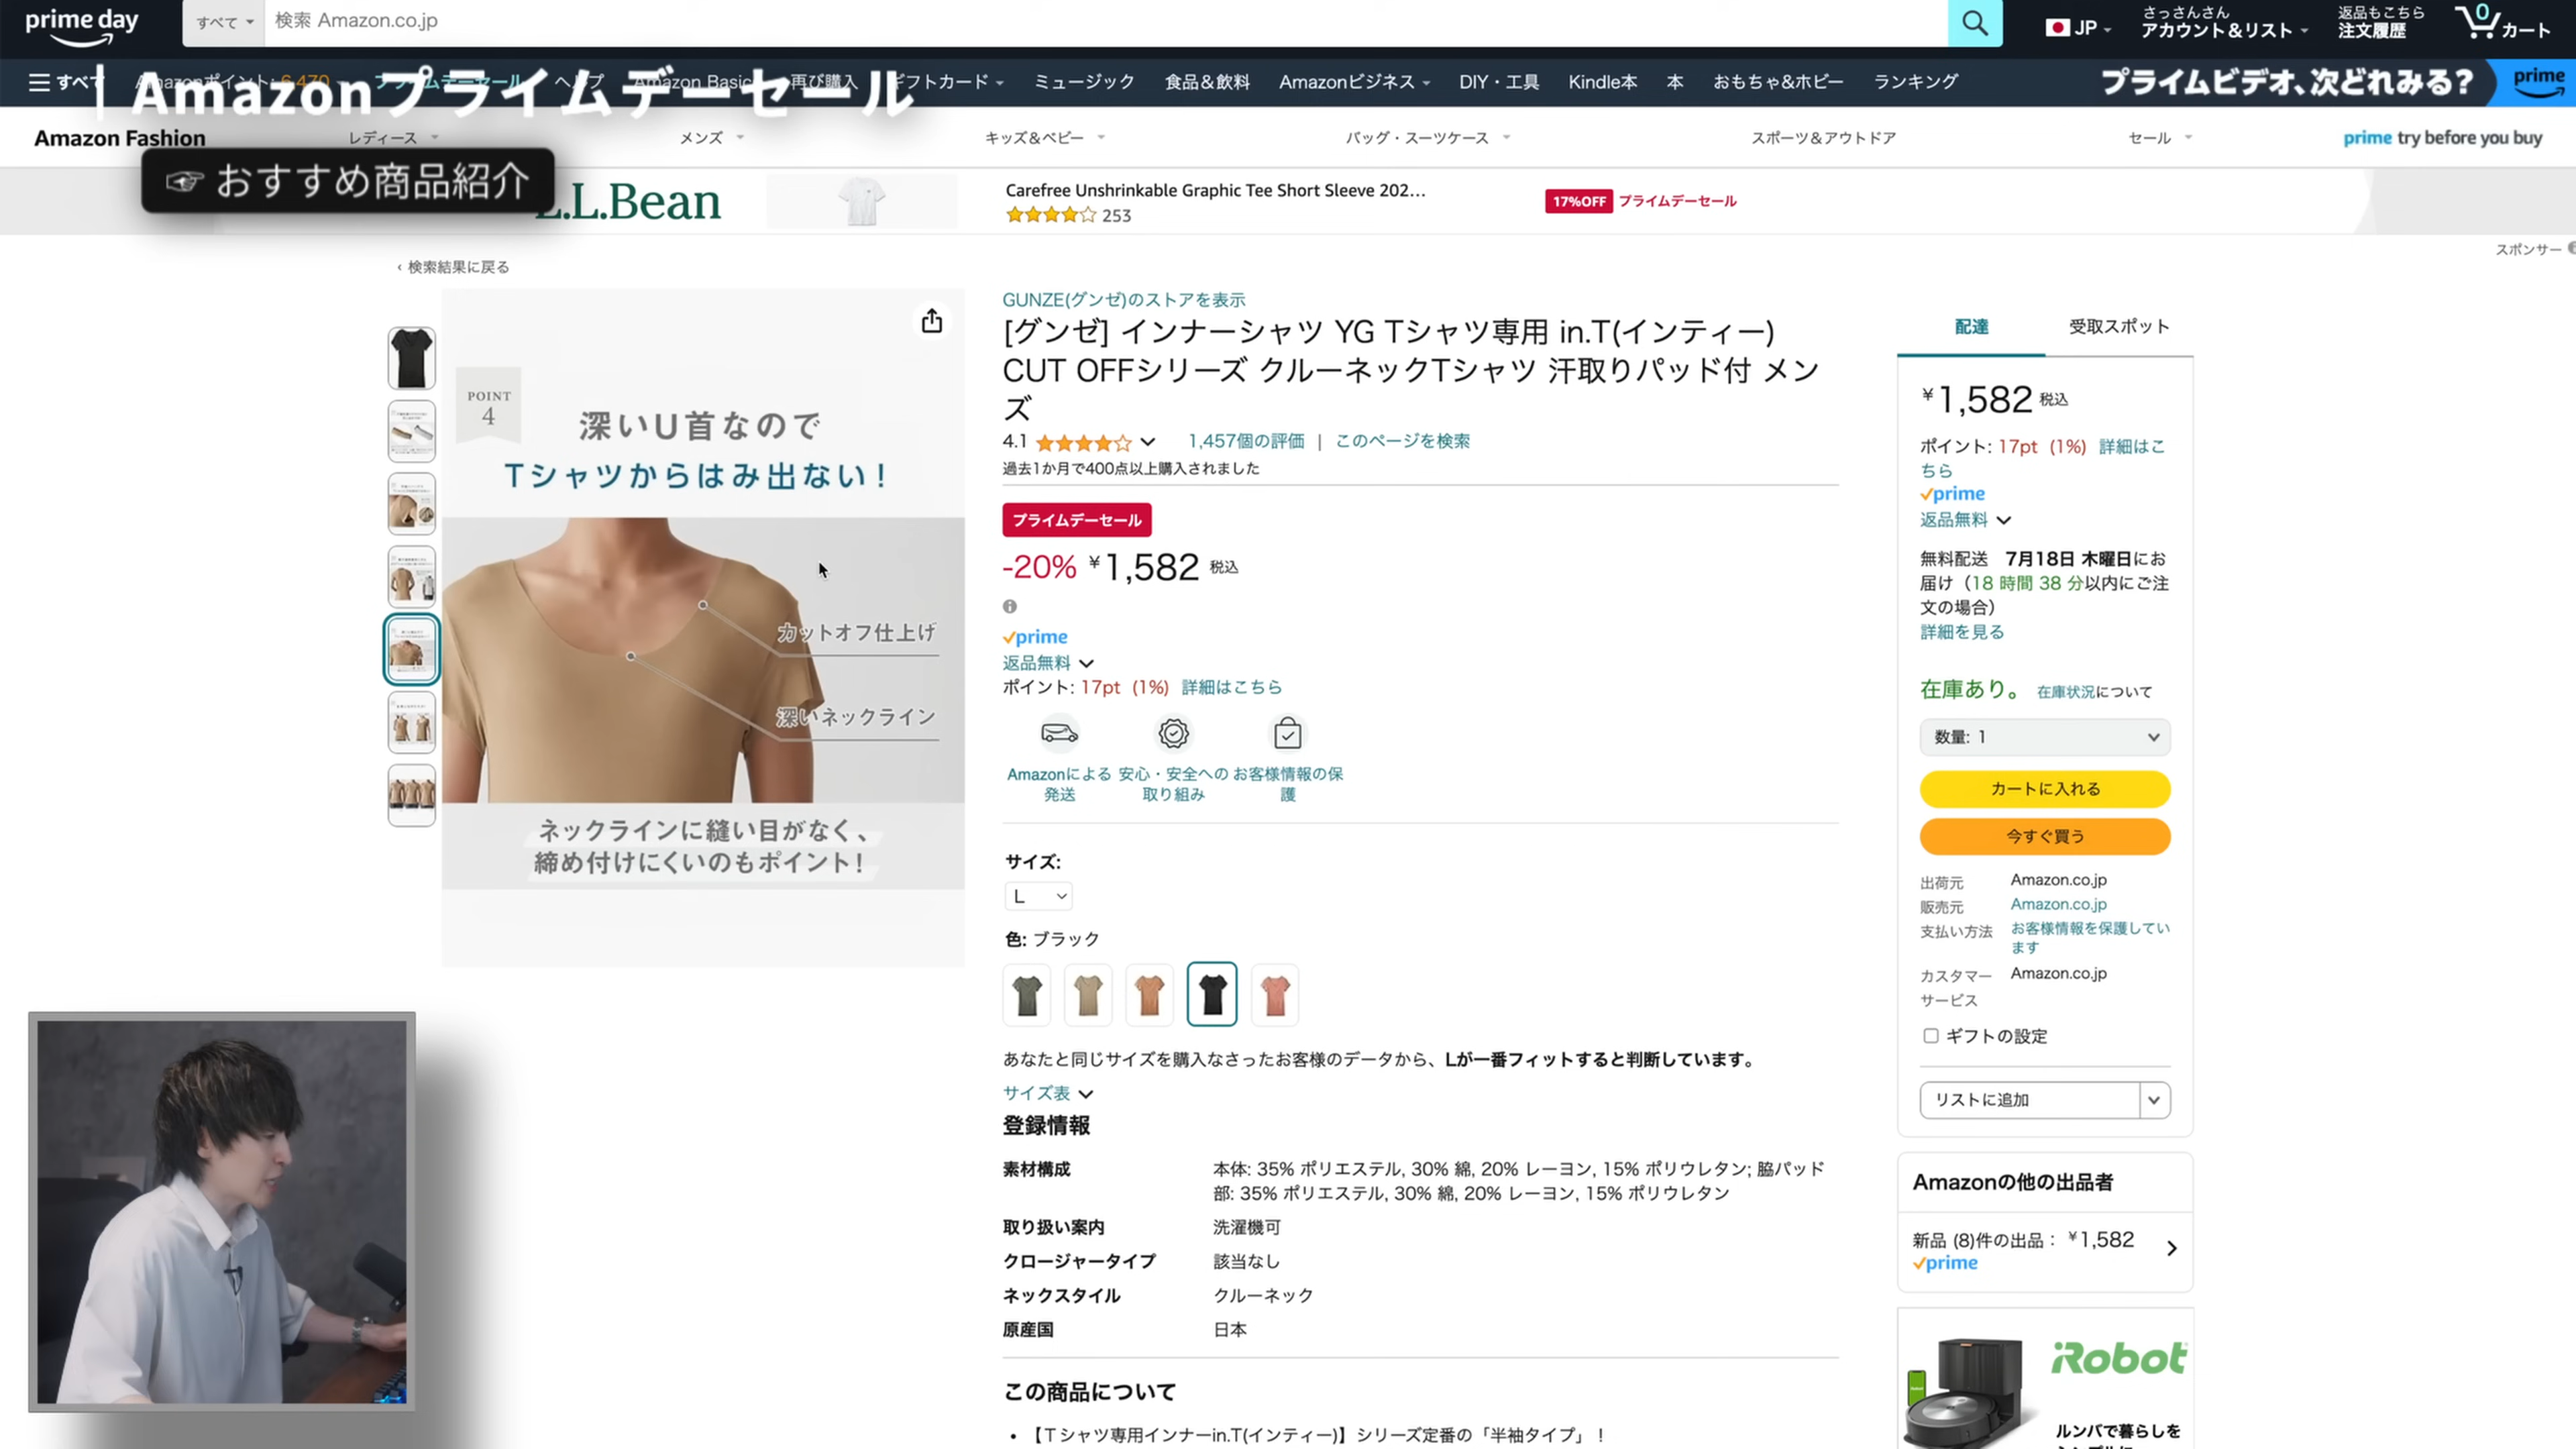 prime day
すべて
検索 Amazon.co.jp
JP
さっさんさん
アカウント＆リスト
返品もこちら
注文履歴
0
カート
すべて
Amazonポイント: 6,470
プライムデーセール
ヘルプ
Amazon Basic
再び購入
ギフトカード
ミュージック
食品＆飲料
Amazonビジネス
DIY・工具
Kindle本
本
おもちゃ＆ホビー
ランキング
プライムビデオ、次どれみる？
prime
Amazonプライムデーセール
☞ おすすめ商品紹介
Amazon Fashion
レディース
メンズ
キッズ＆ベビー
バッグ・スーツケース
スポーツ＆アウトドア
セール
prime try before you buy
L.L.Bean
Carefree Unshrinkable Graphic Tee Short Sleeve 202…
253
17%OFF プライムデーセール
スポンサー
‹ 検索結果に戻る
POINT
4
深いU首なので
Tシャツからはみ出ない！
カットオフ仕上げ
深いネックライン
ネックラインに縫い目がなく、
締め付けにくいのもポイント！
GUNZE(グンゼ)のストアを表示
[グンゼ] インナーシャツ YG Tシャツ専用 in.T(インティー)
CUT OFFシリーズ クルーネックTシャツ 汗取りパッド付 メン
ズ
4.1 1,457個の評価 | このページを検索
過去1か月で400点以上購入されました
プライムデーセール
-20% ￥1,582 税込
prime
返品無料
ポイント: 17pt (1%) 詳細はこちら
Amazonによる
発送
安心・安全への
取り組み
お客様情報の保
護
サイズ:
L
色: ブラック
あなたと同じサイズを購入なさったお客様のデータから、Lが一番フィットすると判断しています。
サイズ表
登録情報
素材構成 本体: 35% ポリエステル, 30% 綿, 20% レーヨン, 15% ポリウレタン; 脇パッド
部: 35% ポリエステル, 30% 綿, 20% レーヨン, 15% ポリウレタン
取り扱い案内 洗濯機可
クロージャータイプ 該当なし
ネックスタイル クルーネック
原産国 日本
この商品について
• 【Tシャツ専用インナーin.T(インティー)】シリーズ定番の「半袖タイプ」！
配達
受取スポット
￥1,582 税込
ポイント: 17pt (1%) 詳細はこ
ちら
prime
返品無料
無料配送 7月18日 木曜日にお
届け（18 時間 38 分以内にご注
文の場合）
詳細を見る
在庫あり。 在庫状況について
数量: 1
カートに入れる
今すぐ買う
出荷元 Amazon.co.jp
販売元 Amazon.co.jp
支払い方法 お客様情報を保護してい
ます
カスタマー Amazon.co.jp
サービス
ギフトの設定
リストに追加
Amazonの他の出品者
新品 (8)件の出品： ￥1,582
prime
iRobot
ルンバで暮らしを